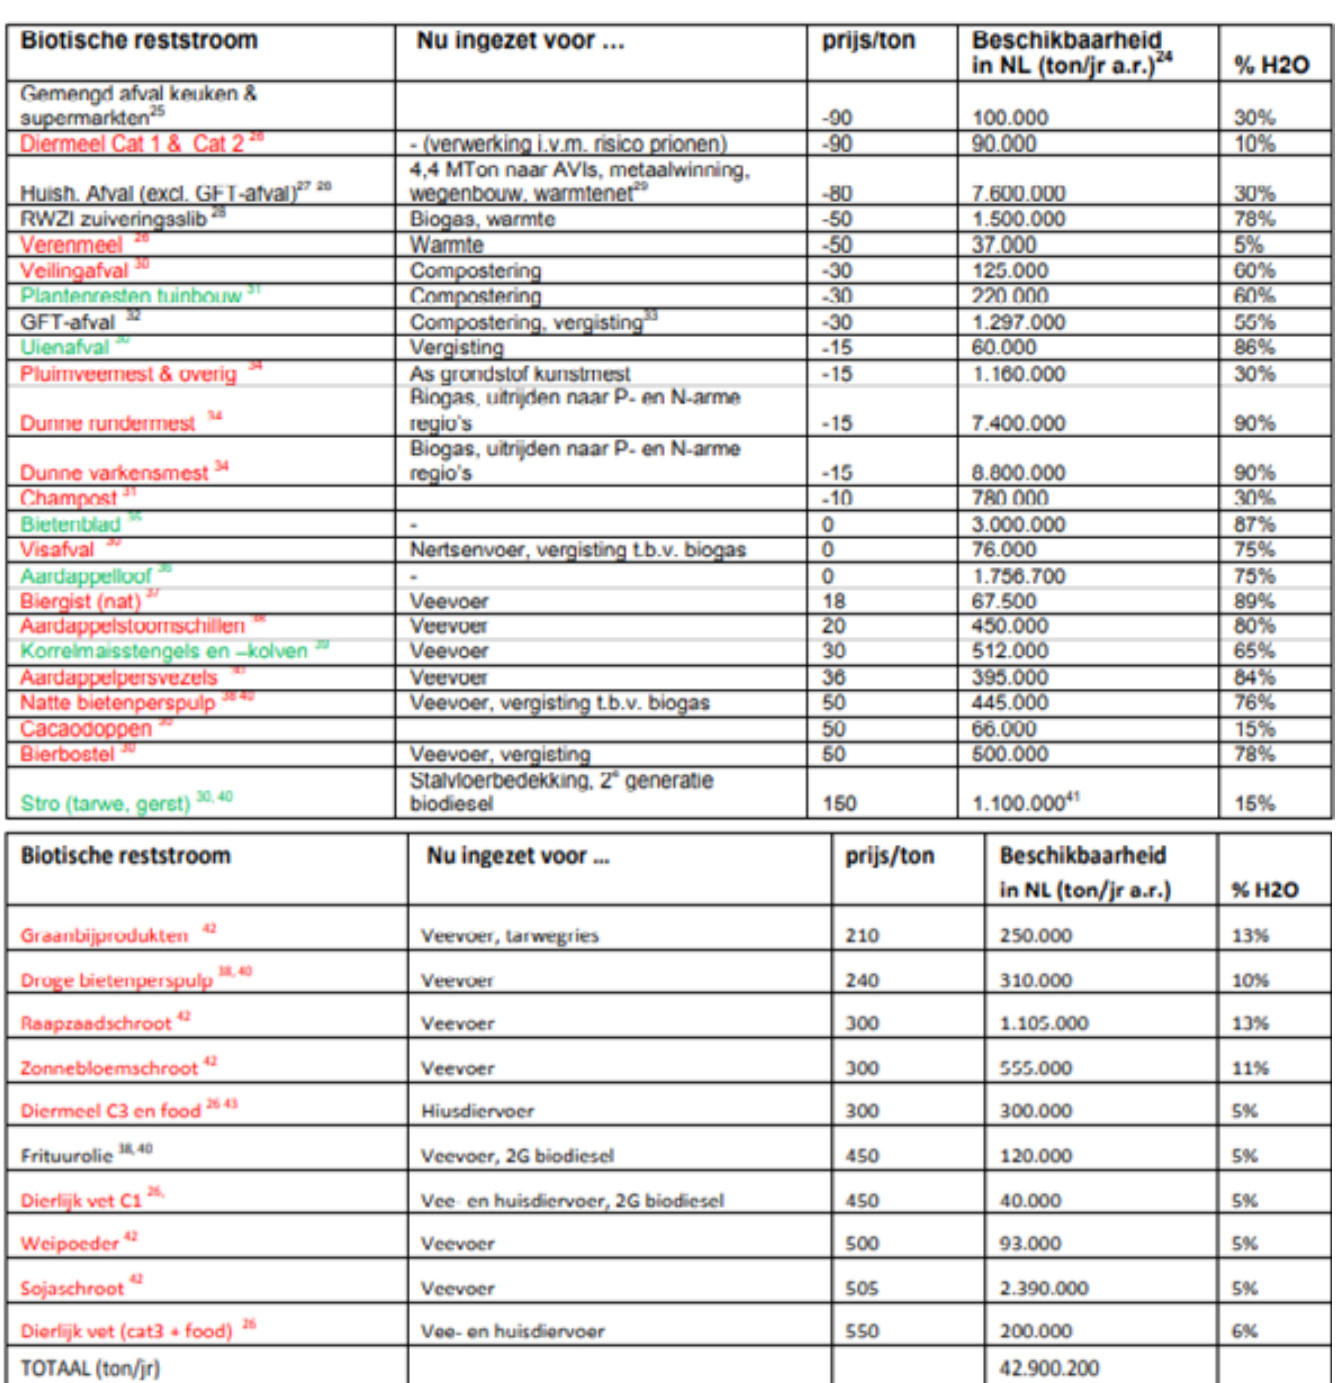 Biotische reststroom Nu ingezet voor … prijs/ton Beschikbaarheid
in NL (ton/jr a.r.)24 % H2O
Gemengd afval keuken &
supermarkten25 -90 100.000 30%
Diermeel Cat 1 & Cat 2 26 - (verwerking i.v.m. risico prionen) -90 90.000 10%
4,4 MTon naar AVIs, metaalwinning,
Huish. Afval (excl. GFT-afval)27 28 wegenbouw, warmtenet29 -80 7.600.000 30%
RWZI zuiveringsslib 28 Biogas, warmte -50 1.500.000 78%
Verenmeel 26 Warmte -50 37.000 5%
Veilingafval 30 Compostering -30 125.000 60%
Plantenresten tuinbouw 31 Compostering -30 220.000 60%
GFT-afval 32 Compostering, vergisting33 -30 1.297.000 55%
Uienafval 30 Vergisting -15 60.000 86%
Pluimveemest & overig 34 As grondstof kunstmest -15 1.160.000 30%
Biogas, uitrijden naar P- en N-arme
Dunne rundermest 34 regio's -15 7.400.000 90%
Biogas, uitrijden naar P- en N-arme
Dunne varkensmest 34 regio's -15 8.800.000 90%
Champost 31 -10 780.000 30%
Bietenblad - 0 3.000.000 87%
Visafval 30 Nertsenvoer, vergisting t.b.v. biogas 0 76.000 75%
Aardappelloof 36 - 0 1.756.700 75%
Biergist (nat) 37 Veevoer 18 67.500 89%
Aardappelstoomschillen 38 Veevoer 20 450.000 80%
Korrelmaisstengels en –kolven 39 Veevoer 30 512.000 65%
Aardappelpersvezels Veevoer 36 395.000 84%
Natte bietenperspulp 38 40 Veevoer, vergisting t.b.v. biogas 50 445.000 76%
Cacaodoppen 50 66.000 15%
Bierbostel 30 Veevoer, vergisting 50 500.000 78%
Stalvloerbedekking, 2e generatie
Stro (tarwe, gerst) 30, 40 biodiesel 150 1.100.00041 15%
Biotische reststroom Nu ingezet voor ... prijs/ton Beschikbaarheid
in NL (ton/jr a.r.) % H2O
Graanbijprodukten 42 Veevoer, tarwegries 210 250.000 13%
Droge bietenperspulp 38, 40 Veevoer 240 310.000 10%
Raapzaadschroot 42 Veevoer 300 1.105.000 13%
Zonnebloemschroot 42 Veevoer 300 555.000 11%
Diermeel C3 en food 26 43 Hiusdiervoer 300 300.000 5%
Frituurolie 38, 40 Veevoer, 2G biodiesel 450 120.000 5%
Dierlijk vet C1 26, Vee- en huisdiervoer, 2G biodiesel 450 40.000 5%
Weipoeder 42 Veevoer 500 93.000 5%
Sojaschroot 42 Veevoer 505 2.390.000 5%
Dierlijk vet (cat3 + food) 26 Vee- en huisdiervoer 550 200.000 6%
TOTAAL (ton/jr) 42.900.200